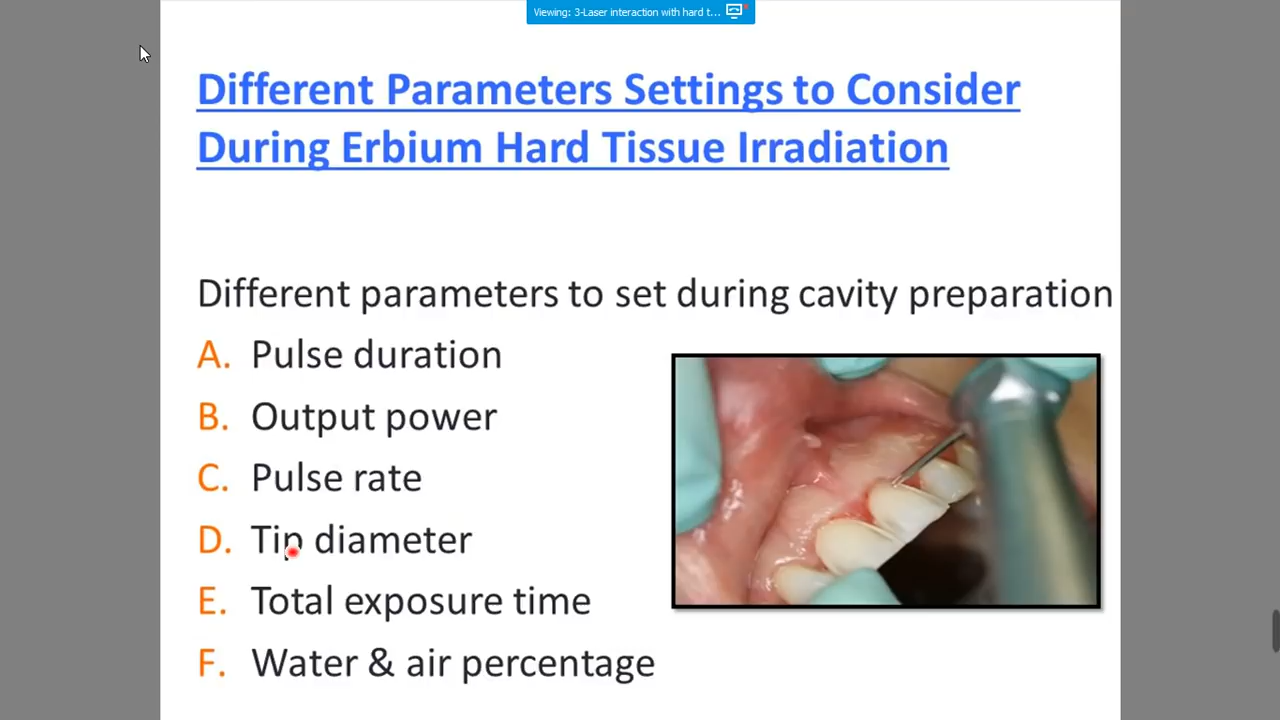 Viewing: 3-Laser interaction with hard t...
Different Parameters Settings to Consider
During Erbium Hard Tissue Irradiation
Different parameters to set during cavity preparation
A. Pulse duration
B. Output power
C. Pulse rate
D. Tip diameter
E. Total exposure time
F. Water & air percentage